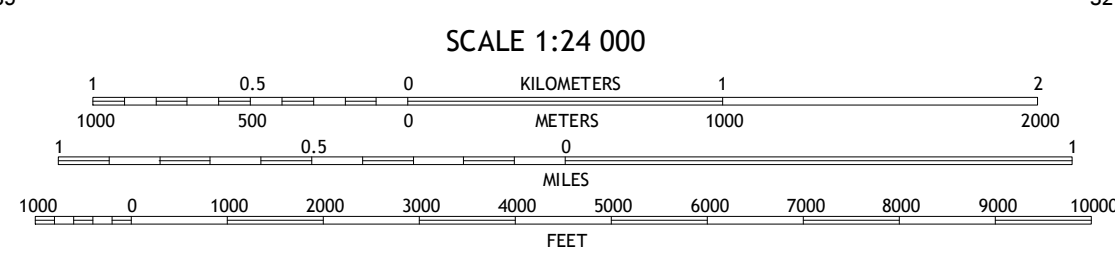 SCALE 1:24 000
1 0.5 0 KILOMETERS 1 2
1000 500 0 METERS 1000 2000
1 0.5 0 1
MILES
1000 0 1000 2000 3000 4000 5000 6000 7000 8000 9000 10000
FEET